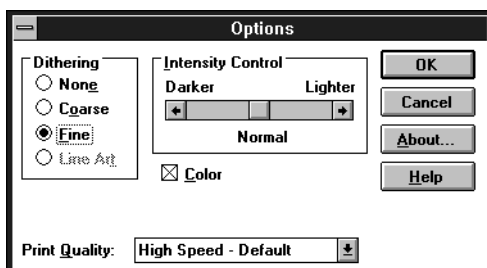 Options
Dithering
None
Coarse
Fine
Line Art
Intensity Control
Darker Lighter
Normal
Color
OK
Cancel
About...
Help
Print Quality: High Speed - Default